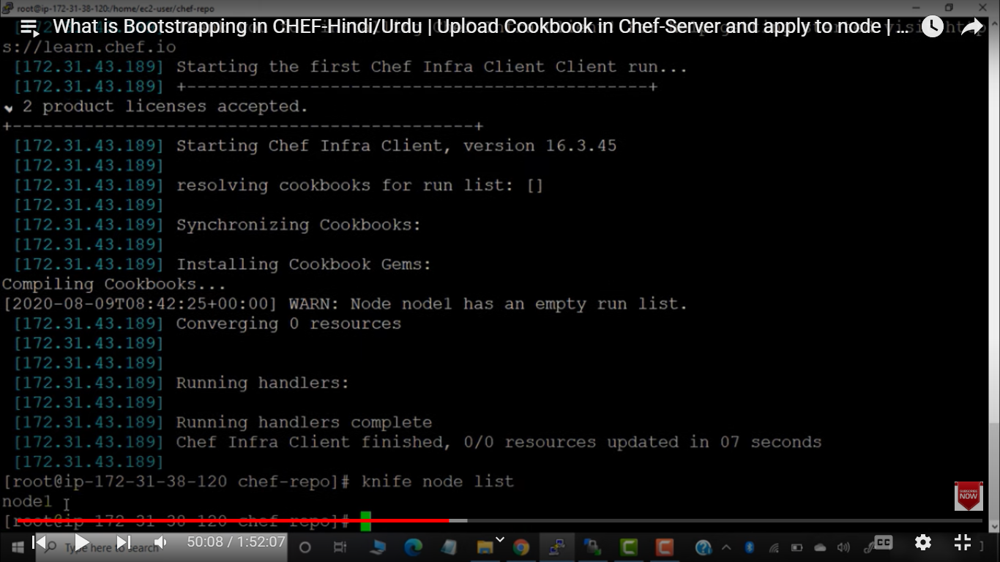 root@ip-172-31-38-120:/home/ec2-user/chef-repo
What is Bootstrapping in CHEF-Hindi/Urdu | Upload Cookbook in Chef-Server and apply to node | ...
s://learn.chef.io
[172.31.43.189] Starting the first Chef Infra Client Client run...
[172.31.43.189] +---------------------------------------------+
✔ 2 product licenses accepted.
+---------------------------------------------+
[172.31.43.189] Starting Chef Infra Client, version 16.3.45
[172.31.43.189]
[172.31.43.189] resolving cookbooks for run list: []
[172.31.43.189]
[172.31.43.189] Synchronizing Cookbooks:
[172.31.43.189]
[172.31.43.189] Installing Cookbook Gems:
Compiling Cookbooks...
[2020-08-09T08:42:25+00:00] WARN: Node node1 has an empty run list.
[172.31.43.189] Converging 0 resources
[172.31.43.189]
[172.31.43.189]
[172.31.43.189] Running handlers:
[172.31.43.189]
[172.31.43.189] Running handlers complete
[172.31.43.189] Chef Infra Client finished, 0/0 resources updated in 07 seconds
[172.31.43.189]
[root@ip-172-31-38-120 chef-repo]# knife node list
node1
SUBSCRIBE
NOW
[root@ip-172-31-38-120 chef-repo]#
Type here to search
50:08 / 1:52:07
CC